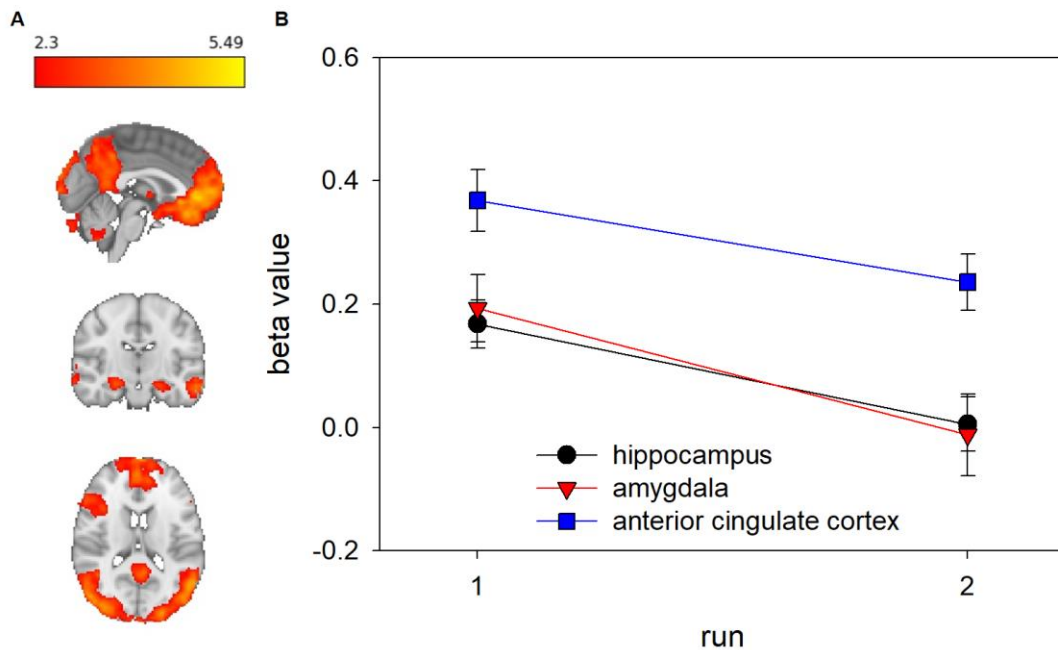 A
2.3 5.49
B
0.6
0.4
0.2
0.0
-0.2
beta value
hippocampus
amygdala
anterior cingulate cortex
1 2
run